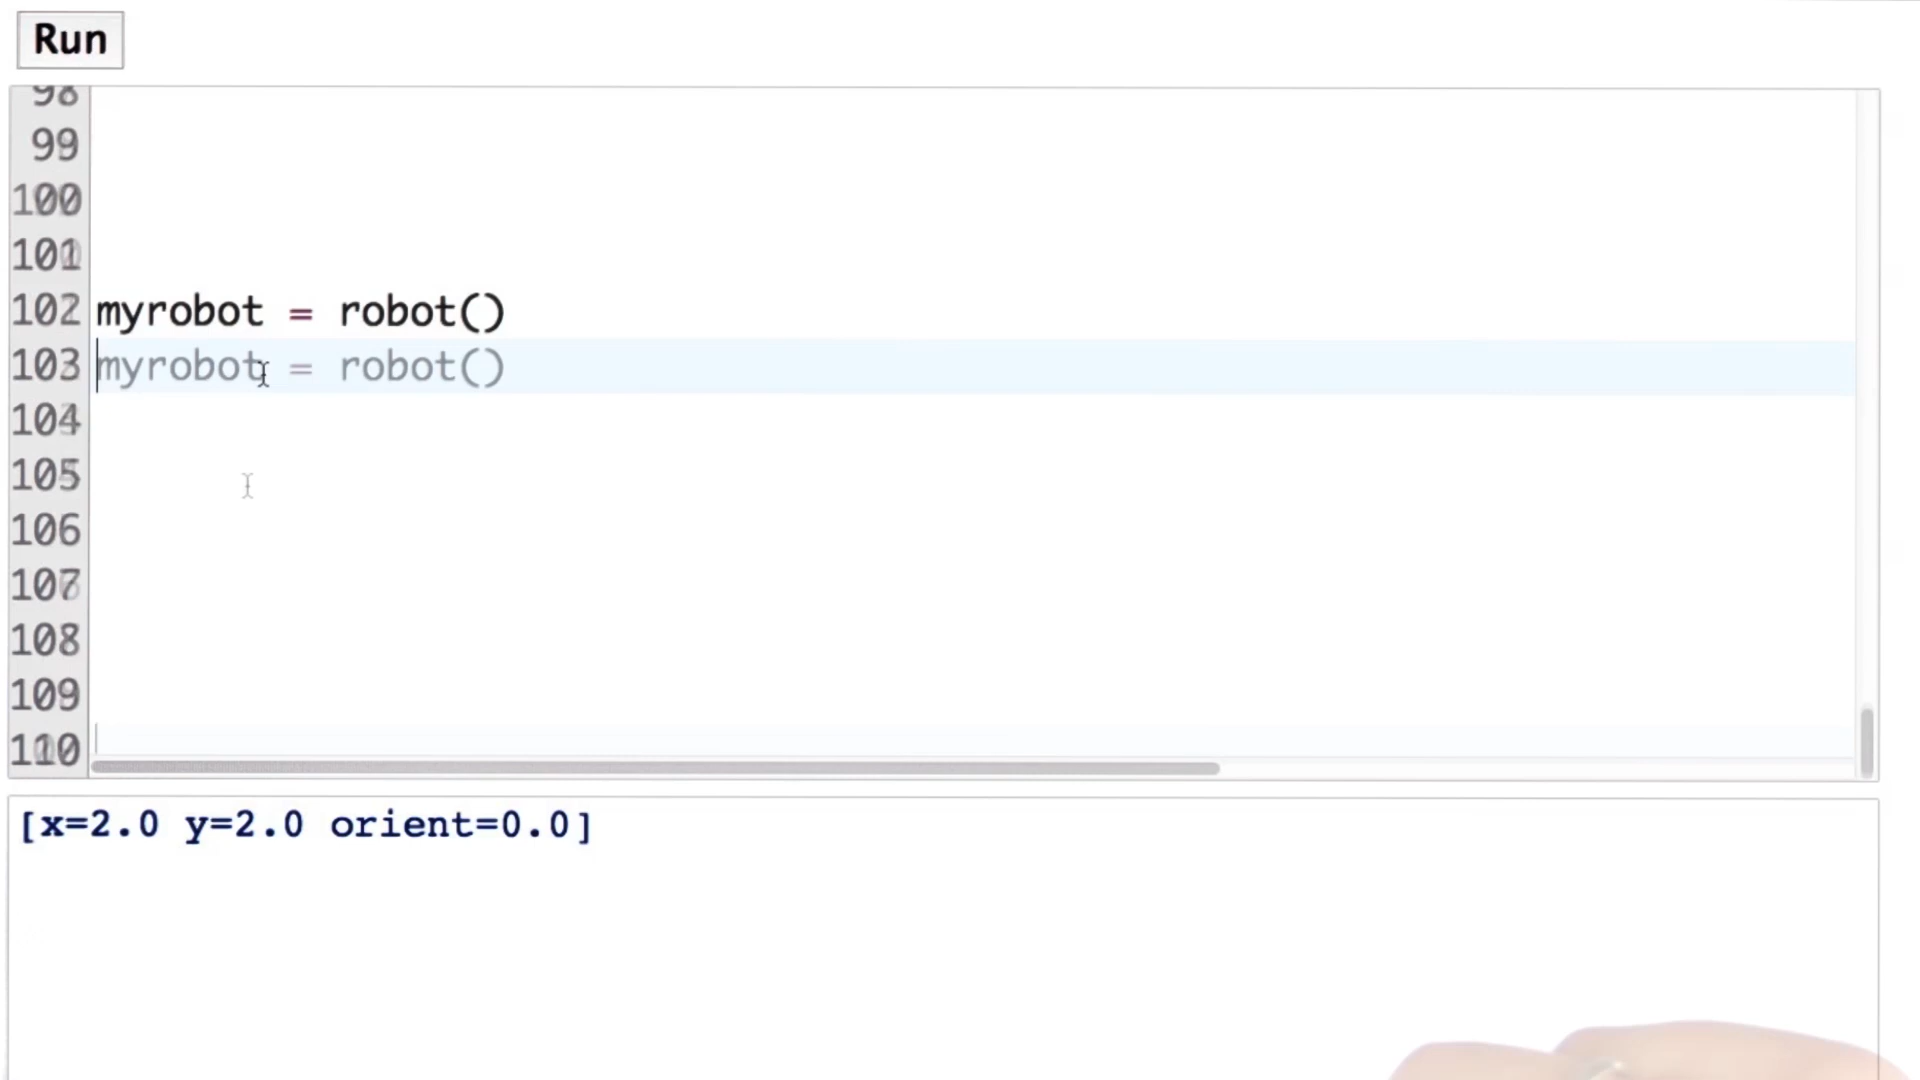 Run
98
99
100
101
102 myrobot = robot()
103 myrobot = robot()
104
105
106
107
108
109
110
[x=2.0 y=2.0 orient=0.0]